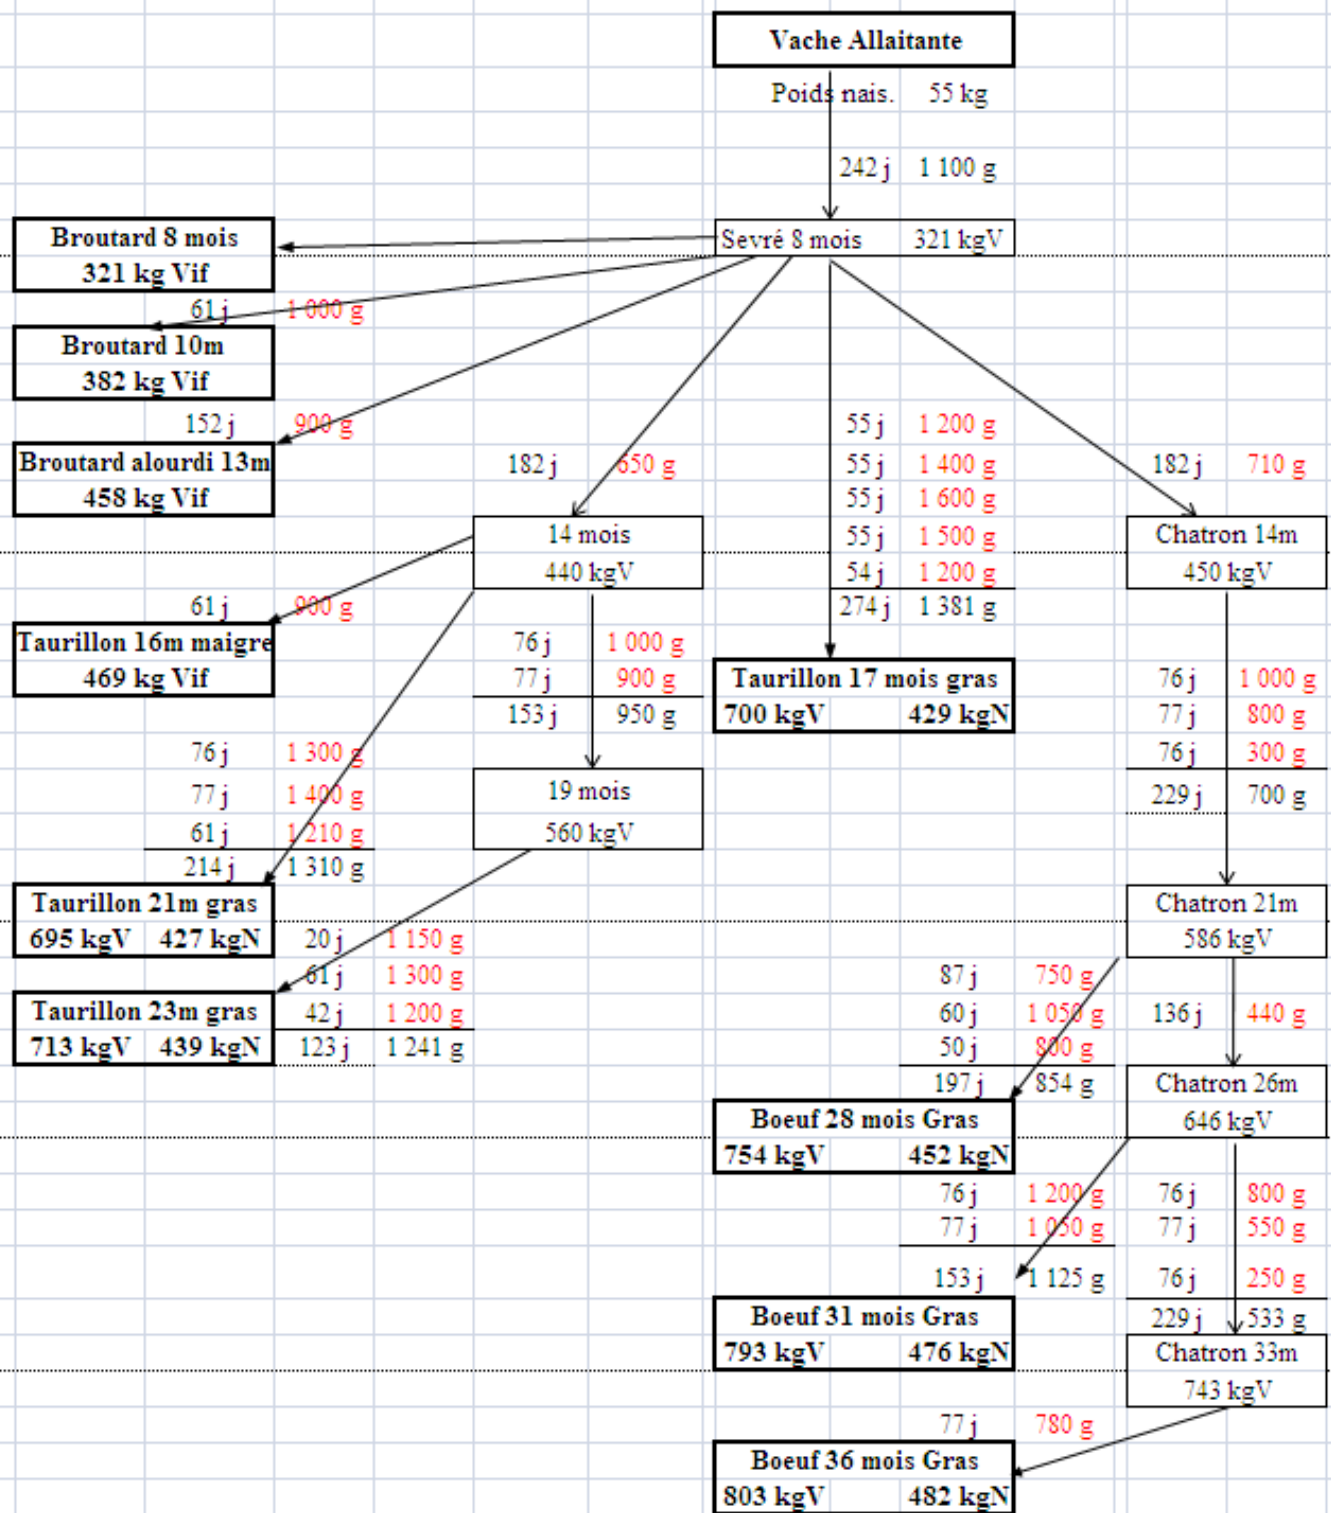 Vache Allaitante
Poids nais. 55 kg
242 j 1 100 g
Broutard 8 mois
321 kg Vif
Sevré 8 mois 321 kgV
61 j 1 000 g
Broutard 10m
382 kg Vif
152 j 900 g
Broutard alourdi 13m
458 kg Vif
182 j 650 g
14 mois
440 kgV
55 j 1 200 g
55 j 1 400 g
55 j 1 600 g
55 j 1 500 g
54 j 1 200 g
274 j 1 381 g
182 j 710 g
Chatron 14m
450 kgV
61 j 900 g
Taurillon 16m maigre
469 kg Vif
76 j 1 000 g
77 j 900 g
153 j 950 g
Taurillon 17 mois gras
700 kgV 429 kgN
76 j 1 000 g
77 j 800 g
76 j 300 g
229 j 700 g
76 j 1 300 g
77 j 1 400 g
61 j 1 210 g
214 j 1 310 g
19 mois
560 kgV
Taurillon 21m gras
695 kgV 427 kgN
20 j 1 150 g
61 j 1 300 g
42 j 1 200 g
123 j 1 241 g
Taurillon 23m gras
713 kgV 439 kgN
Chatron 21m
586 kgV
87 j 750 g
60 j 1 050 g
50 j 800 g
197 j 854 g
136 j 440 g
Boeuf 28 mois Gras
754 kgV 452 kgN
Chatron 26m
646 kgV
76 j 1 200 g
77 j 1 050 g
153 j 1 125 g
76 j 800 g
77 j 550 g
76 j 250 g
229 j 533 g
Boeuf 31 mois Gras
793 kgV 476 kgN
Chatron 33m
743 kgV
77 j 780 g
Boeuf 36 mois Gras
803 kgV 482 kgN